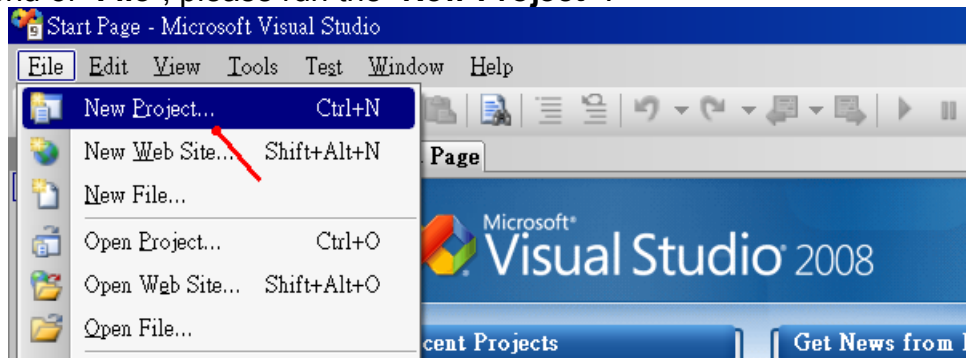 Start Page - Microsoft Visual Studio
File Edit View Tools Test Window Help
New Project... Ctrl+N
New Web Site... Shift+Alt+N
Page
New File...
Open Project... Ctrl+O
Microsoft®
Visual Studio® 2008
Open Web Site... Shift+Alt+O
Open File...
Projects
Get News from